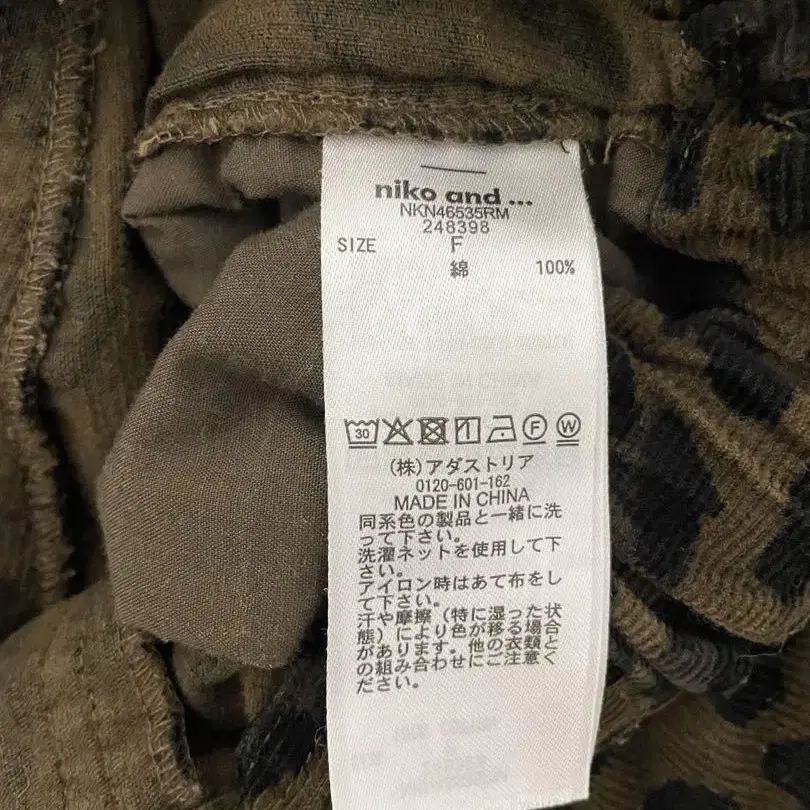 niko and ...
NKN46535RM
248398
SIZE F
綿 100%
30 F W
(株)アダストリア
0120-601-162
MADE IN CHINA
同系色の製品と一緒に洗
って下さい。
洗濯ネットを使用して下
さい。
アイロン時はあて布をし
て下さい。
汗や摩擦(特に湿った状
態)により色が移る場合
があります。他の衣類と
の組み合わせにご注意く
ださい。